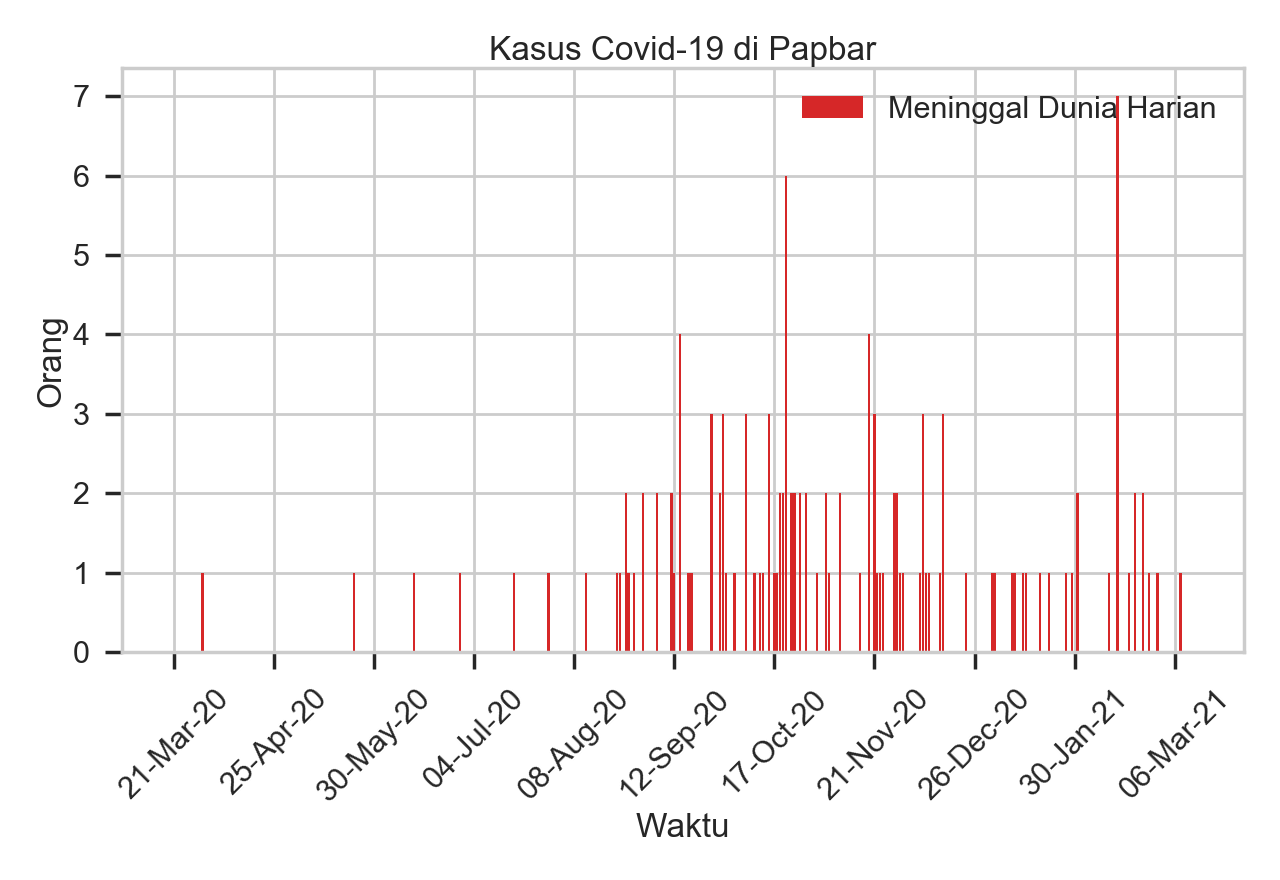 Kasus Covid-19 di Papbar
Meninggal Dunia Harian
7
6
5
4
3
2
1
0
Orang
21-Mar-20
25-Apr-20
30-May-20
04-Jul-20
08-Aug-20
12-Sep-20
17-Oct-20
21-Nov-20
26-Dec-20
30-Jan-21
06-Mar-21
Waktu